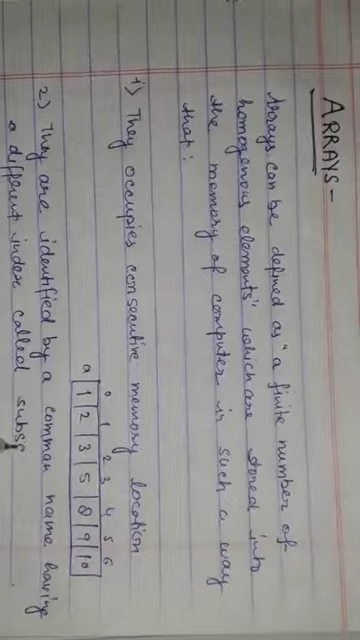 ARRAYS -
Arrays can be defined as "a finite number of
homogenous elements" which are stored into
the memory of computer in such a way
that:
1) They occupies consecutive memory location
0 1 2 3 4 5 6
a 1 2 3 5 8 9 10
2) They are identified by a common name having
a different index called subsc